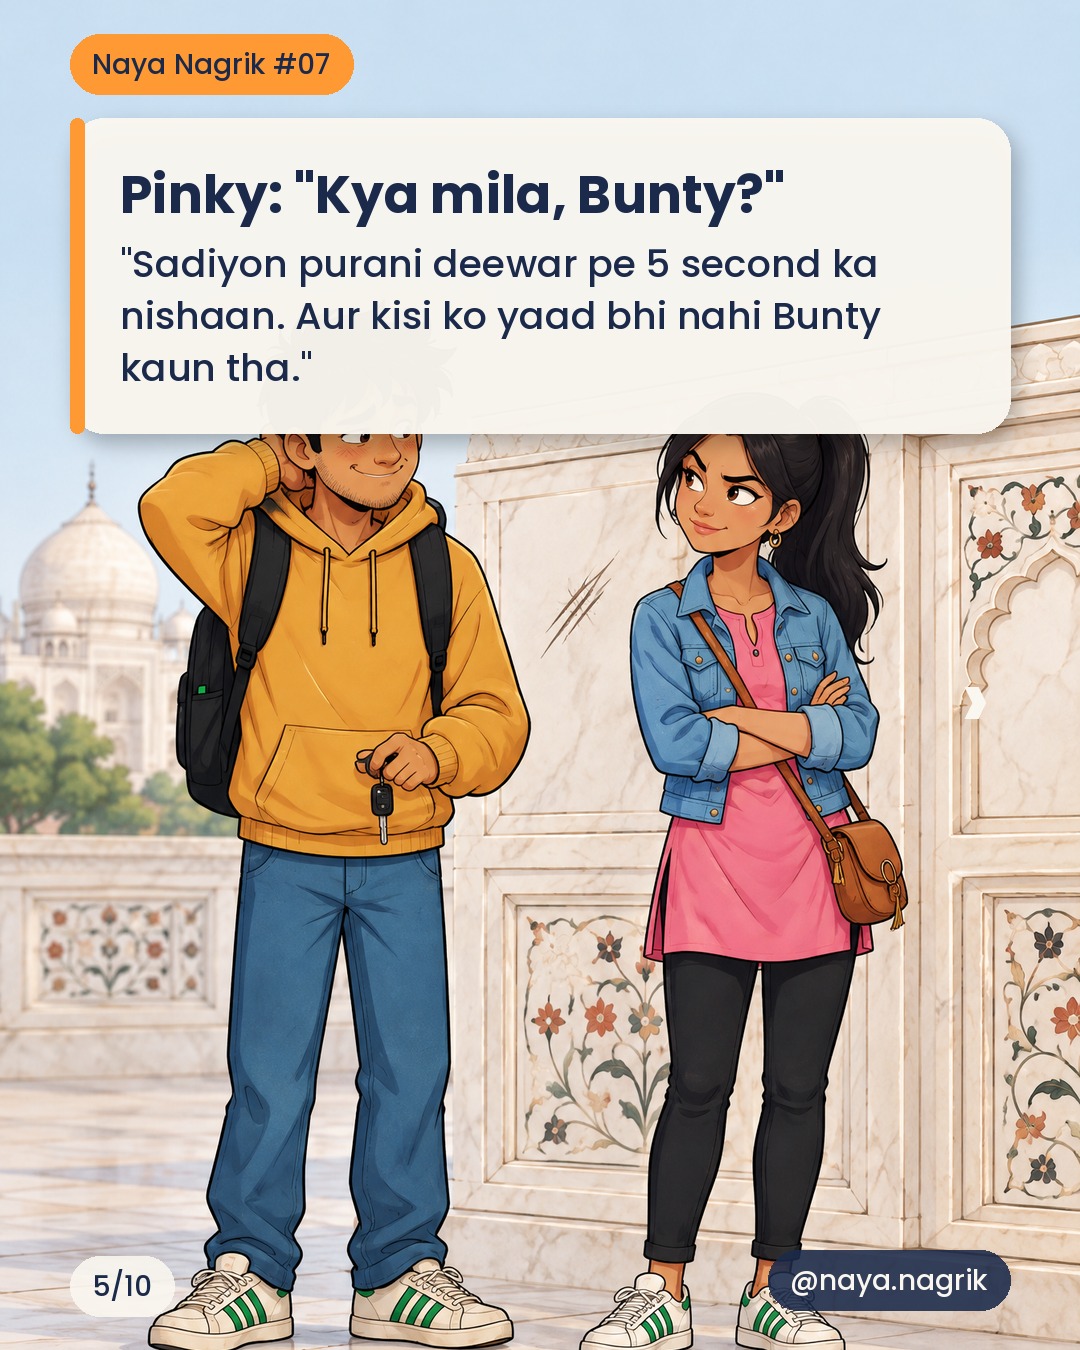 Naya Nagrik #07
Pinky: "Kya mila, Bunty?"
"Sadiyon purani deewar pe 5 second ka
nishaan. Aur kisi ko yaad bhi nahi Bunty
kaun tha."
5/10
@naya.nagrik